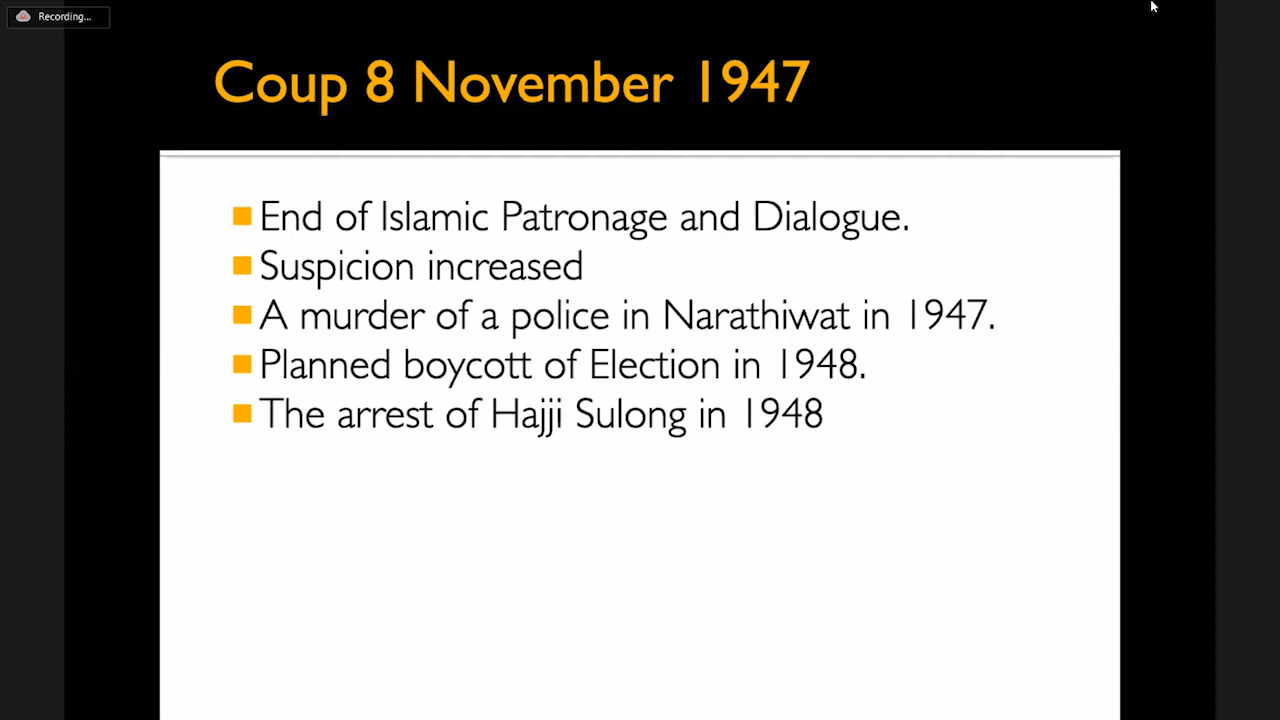 Recording...
Coup 8 November 1947
End of Islamic Patronage and Dialogue.
Suspicion increased
A murder of a police in Narathiwat in 1947.
Planned boycott of Election in 1948.
The arrest of Hajji Sulong in 1948